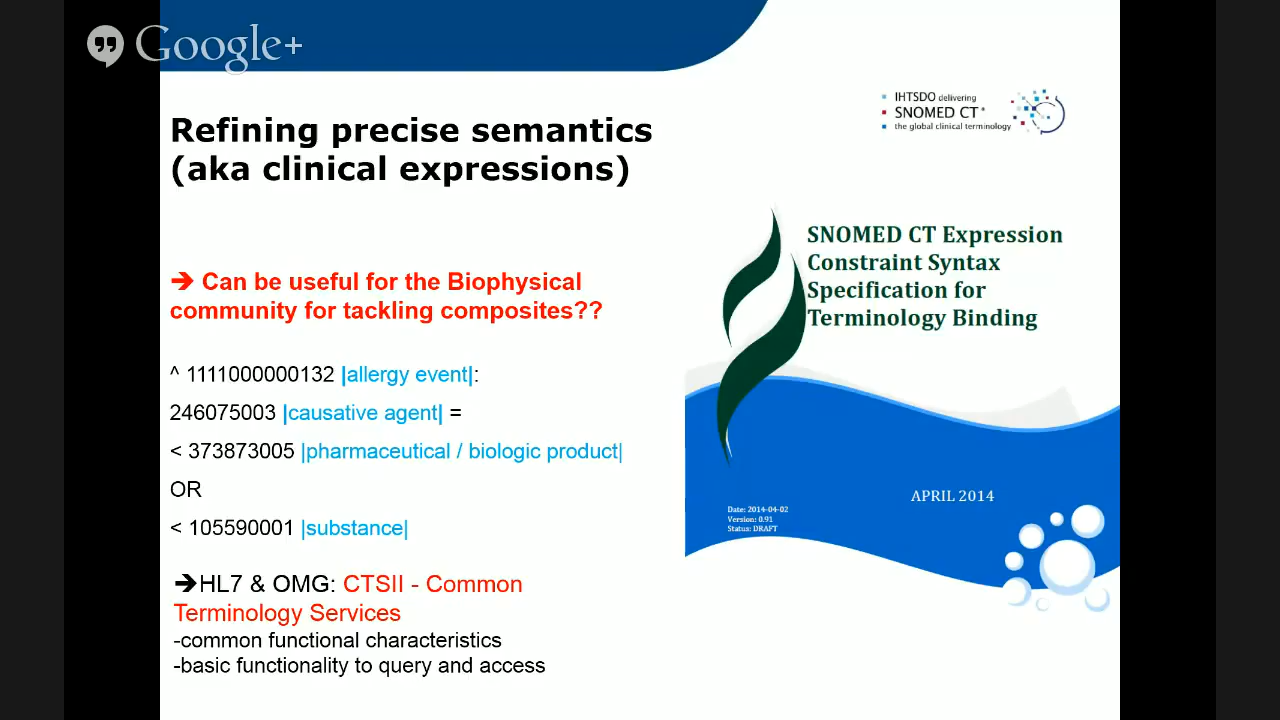 Google+
IHTSDO delivering
SNOMED CT®
the global clinical terminology
Refining precise semantics
(aka clinical expressions)
➔ Can be useful for the Biophysical
community for tackling composites??
^ 1111000000132 |allergy event|:
246075003 |causative agent| =
< 373873005 |pharmaceutical / biologic product|
OR
< 105590001 |substance|
➔HL7 & OMG: CTSII - Common
Terminology Services
-common functional characteristics
-basic functionality to query and access
SNOMED CT Expression
Constraint Syntax
Specification for
Terminology Binding
APRIL 2014
Date: 2014-04-02
Version: 0.91
Status: DRAFT